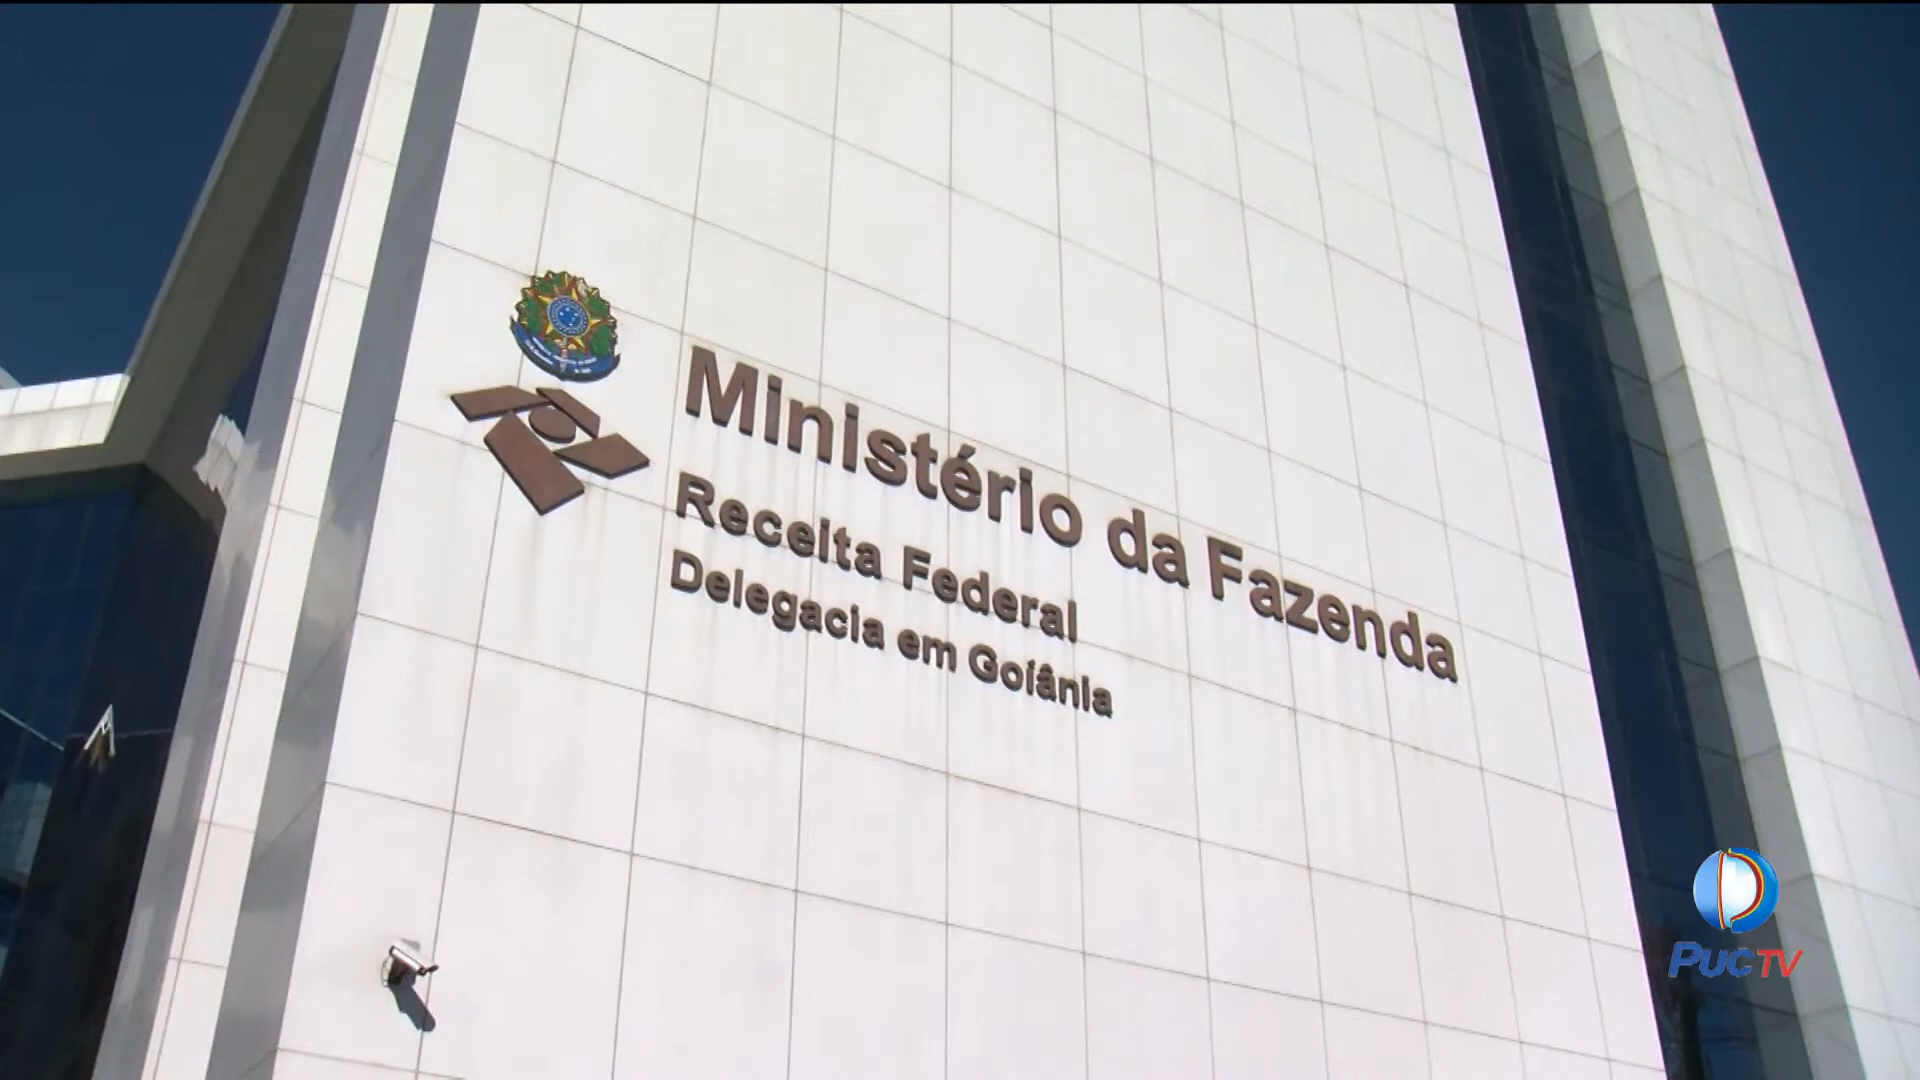 Ministério da Fazenda
Receita Federal
Delegacia em Goiânia
PUC TV